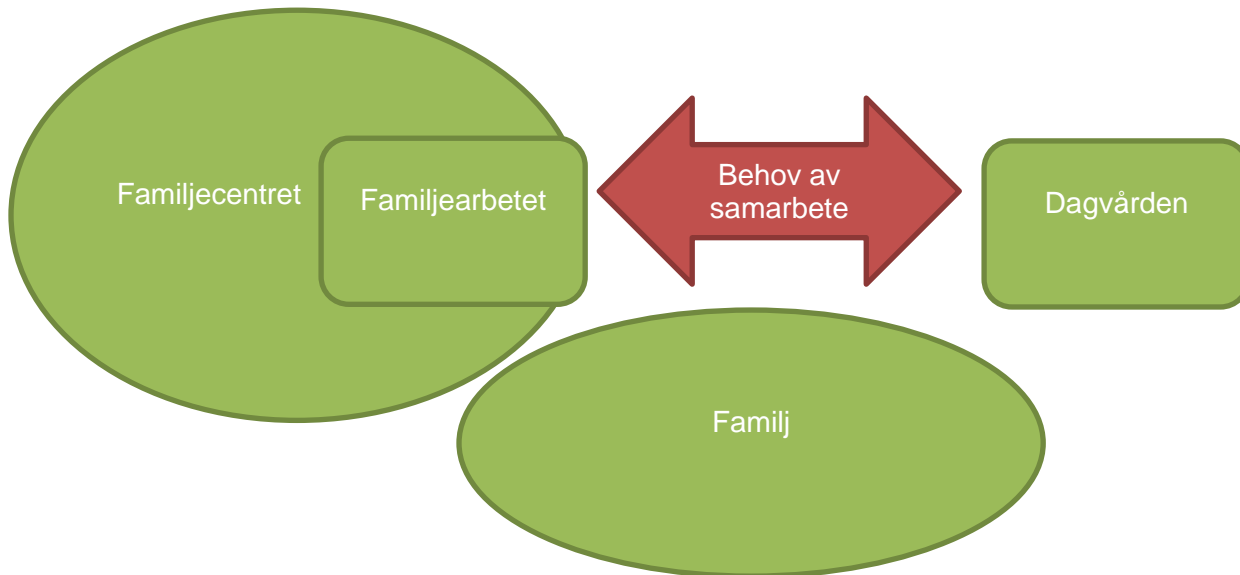 Familjecentret
Familjearbetet
Behov av
samarbete
Dagvården
Familj